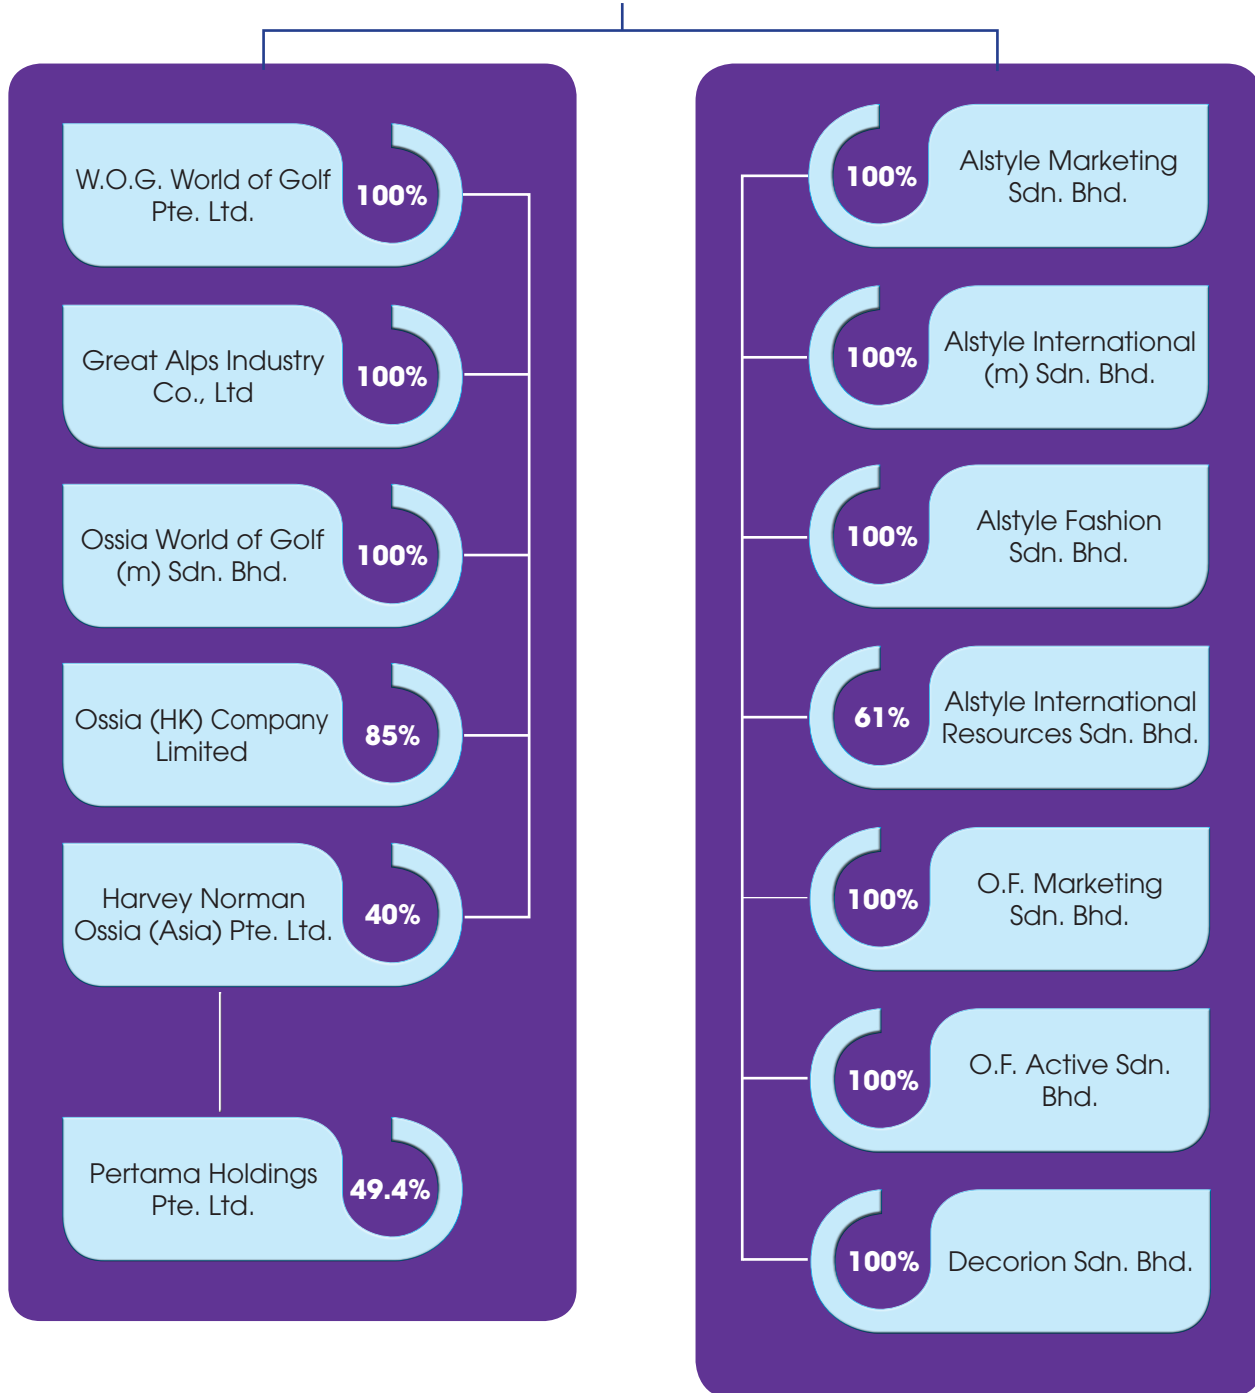 W.O.G. World of Golf
Pte. Ltd.
100%
Great Alps Industry
Co., Ltd
100%
Ossia World of Golf
(m) Sdn. Bhd.
100%
Ossia (HK) Company
Limited
85%
Harvey Norman
Ossia (Asia) Pte. Ltd.
40%
Pertama Holdings
Pte. Ltd.
49.4%
100%
Alstyle Marketing
Sdn. Bhd.
100%
Alstyle International
(m) Sdn. Bhd.
100%
Alstyle Fashion
Sdn. Bhd.
61%
Alstyle International
Resources Sdn. Bhd.
100%
O.F. Marketing
Sdn. Bhd.
100%
O.F. Active Sdn.
Bhd.
100%
Decorion Sdn. Bhd.